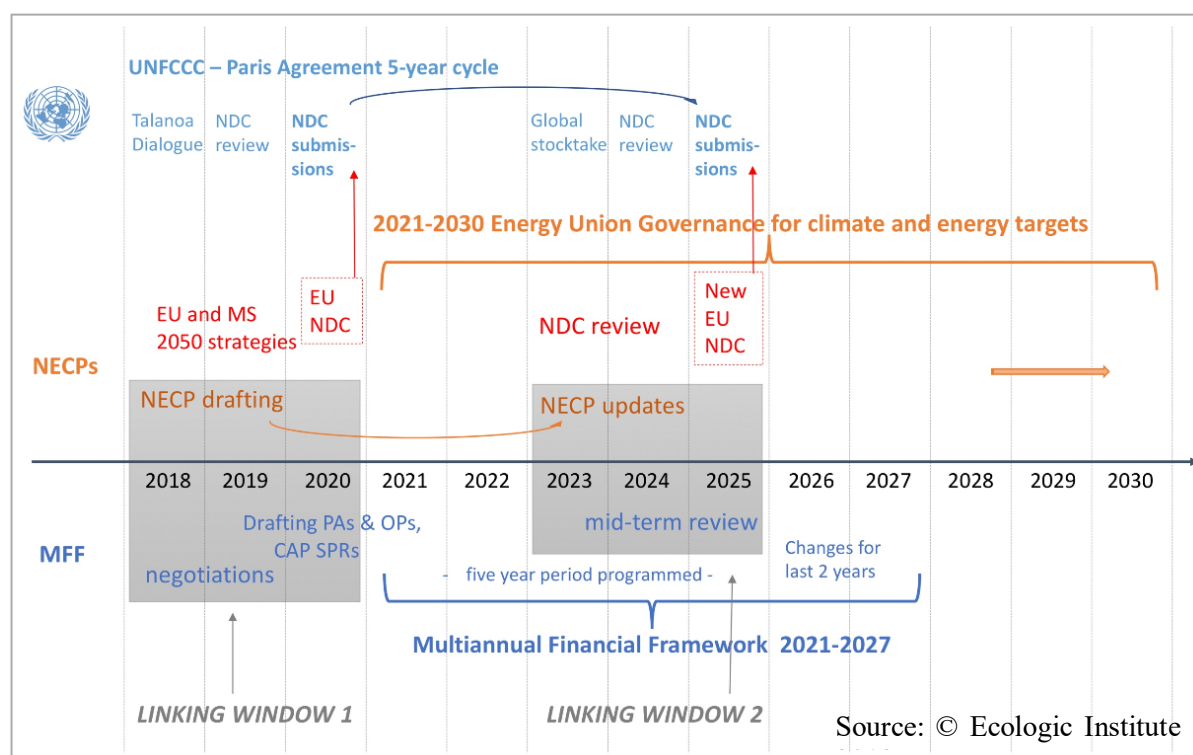 UNFCCC – Paris Agreement 5-year cycle
Talanoa
Dialogue
NDC
review
NDC
submis-
sions
Global
stocktake
NDC
review
NDC
submis-
sions
2021-2030 Energy Union Governance for climate and energy targets
EU and MS
2050 strategies
EU
NDC
NDC review
New
EU
NDC
NECPs
NECP drafting
NECP updates
2018 2019 2020 2021 2022 2023 2024 2025 2026 2027 2028 2029 2030
MFF
Drafting PAs & OPs,
CAP SPRs
negotiations
mid-term review
- five year period programmed -
Changes for
last 2 years
Multiannual Financial Framework 2021-2027
LINKING WINDOW 1
LINKING WINDOW 2
Source: © Ecologic Institute